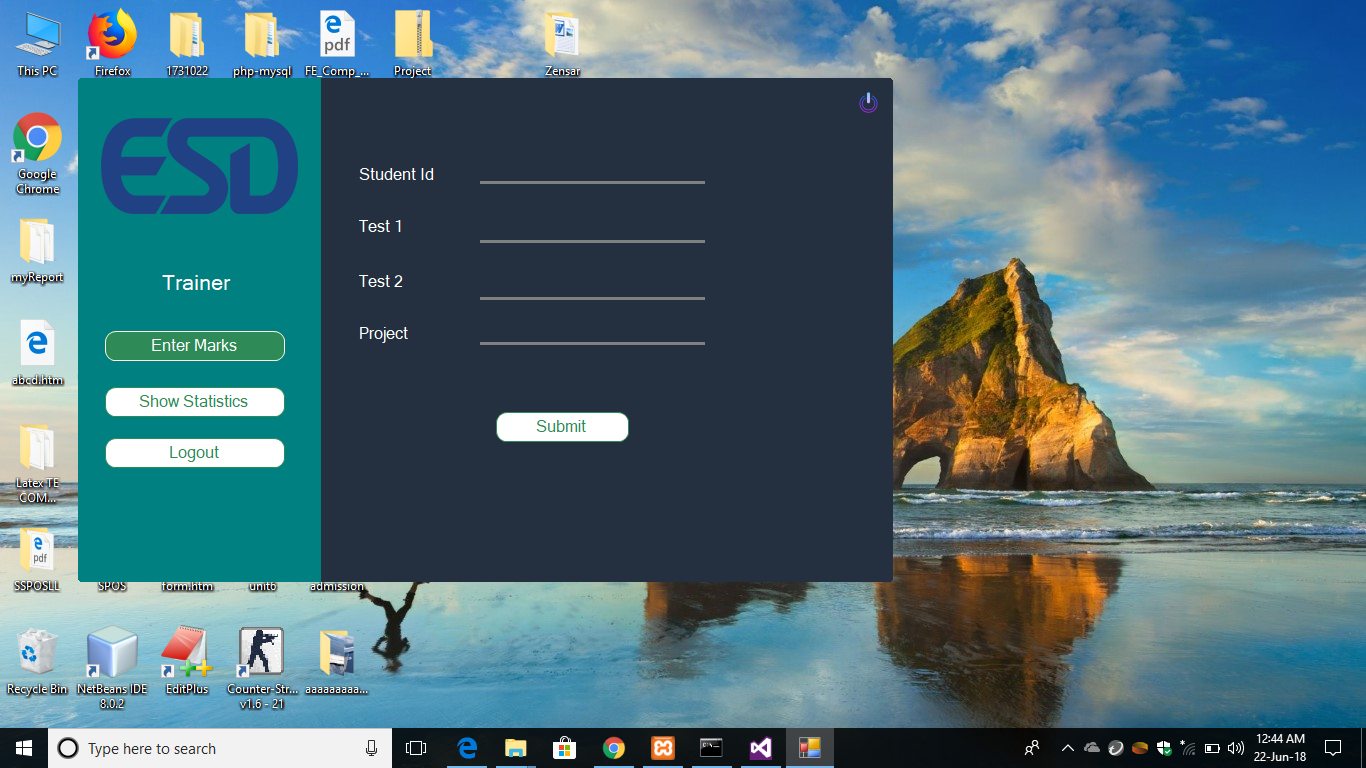 This PC
Firefox
1731022
php-mysql
FE_Comp_...
Project
Zensar
pdf
Google
Chrome
myReport
abcd.htm
Latex TE
COM...
pdf
SSPOSLL
SPOS
form.htm
unit6
admission
ESD
Trainer
Enter Marks
Show Statistics
Logout
Student Id
Test 1
Test 2
Project
Submit
Recycle Bin
NetBeans IDE
8.0.2
EditPlus
Counter-Str...
v1.6 - 21
aaaaaaaaa...
Type here to search
12:44 AM
22-Jun-18